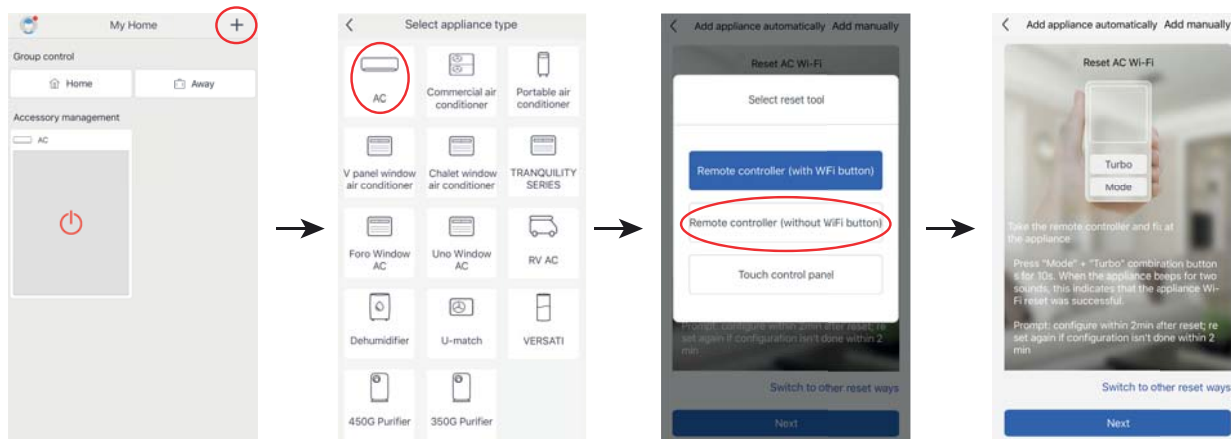 My Home
+
Group control
Home
Away
Accessory management
AC
Select appliance type
AC
Commercial air
conditioner
Portable air
conditioner
V panel window
air conditioner
Chalet window
air conditioner
TRANQUILITY
SERIES
Foro Window
AC
Uno Window
AC
RV AC
Dehumidifier
U-match
VERSATI
450G Purifier
350G Purifier
Add appliance automatically Add manually
Reset AC Wi-Fi
Select reset tool
Remote controller (with WFi button)
Remote controller (without WiFi button)
Touch control panel
Prompt: configure within 2min after reset; re
set again if configuration isn't done within 2
min
Switch to other reset ways
Next
Add appliance automatically Add manually
Reset AC Wi-Fi
Turbo
Mode
Take the remote controller and fix at
the appliance
Press "Mode" + "Turbo" combination button
s for 10s. When the appliance beeps for two
sounds, this indicates that the appliance Wi-
Fi reset was successful.
Prompt: configure within 2min after reset; re
set again if configuration isn't done within 2
min
Switch to other reset ways
Next